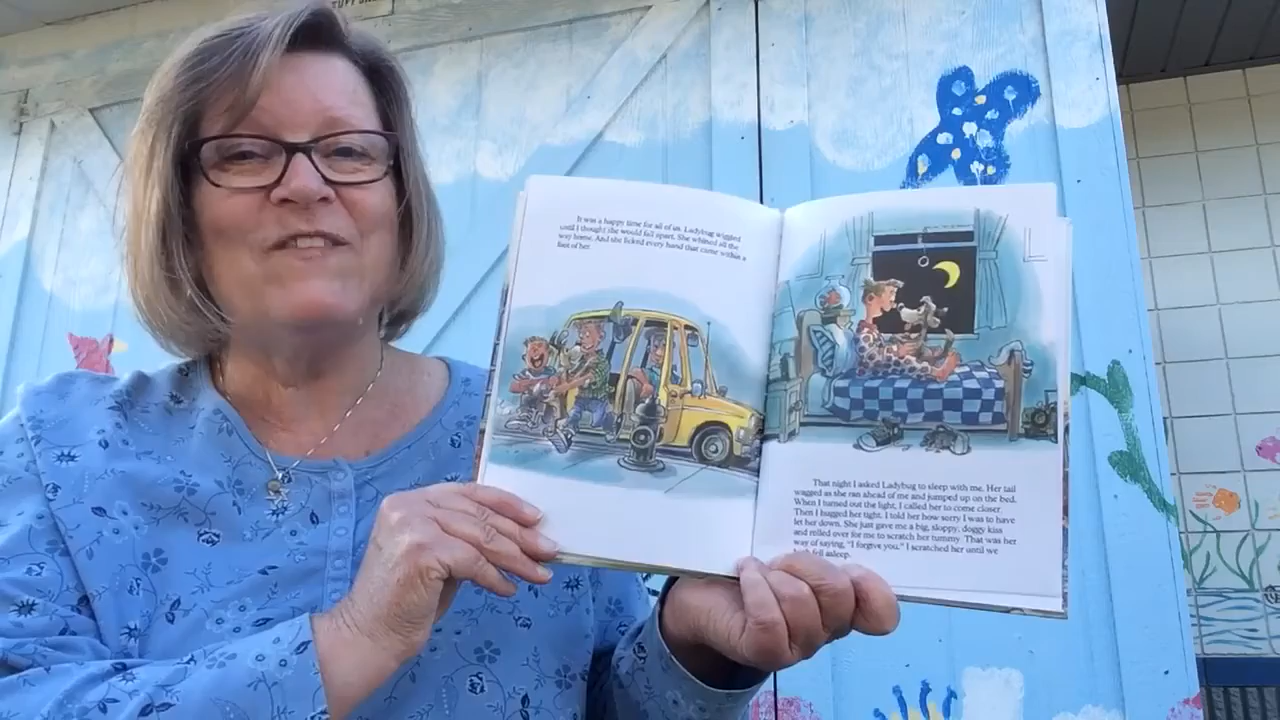 It was a happy time for all of us. Ladybug wiggled
until I thought she would fall apart. She whined all the
way home. And she licked every hand that came within a
foot of her.
That night I asked Ladybug to sleep with me. Her tail
wagged as she ran ahead of me and jumped up on the bed.
When I turned out the light, I called her to come closer.
Then I hugged her tight. I told her how sorry I was to have
let her down. She just gave me a big, sloppy, doggy kiss
and rolled over for me to scratch her tummy. That was her
way of saying, "I forgive you." I scratched her until we
both fell asleep.